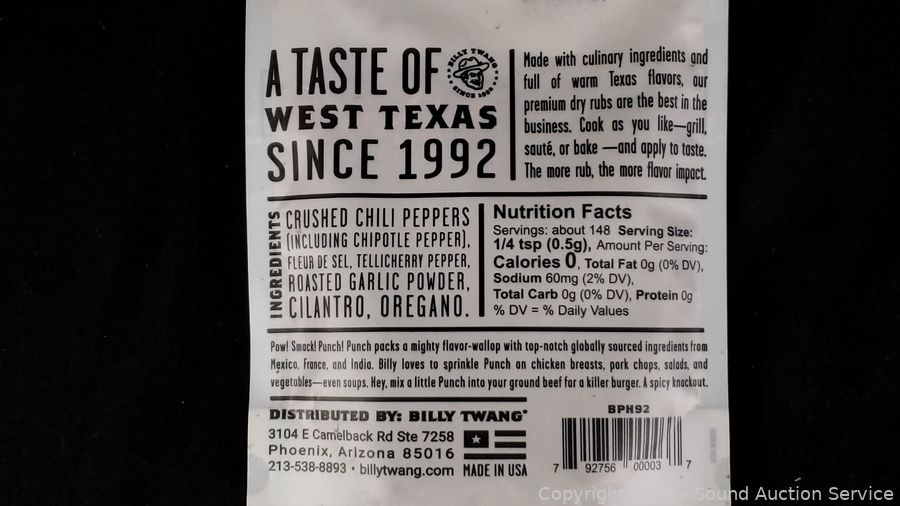 A TASTE OF
BILLY TWANG
SINCE 1992
WEST TEXAS
SINCE 1992
Made with culinary ingredients and
full of warm Texas flavors, our
premium dry rubs are the best in the
business. Cook as you like—grill,
sauté, or bake —and apply to taste.
The more rub, the more flavor impact.
INGREDIENTS
CRUSHED CHILI PEPPERS
(INCLUDING CHIPOTLE PEPPER),
FLEUR DE SEL, TELLICHERRY PEPPER,
ROASTED GARLIC POWDER,
CILANTRO, OREGANO.
Nutrition Facts
Servings: about 148 Serving Size:
1/4 tsp (0.5g), Amount Per Serving:
Calories 0, Total Fat 0g (0% DV),
Sodium 60mg (2% DV),
Total Carb 0g (0% DV), Protein 0g
% DV = % Daily Values
Pow! Smack! Punch! Punch packs a mighty flavor-wallop with top-notch globally sourced ingredients from
Mexico, France, and India. Billy loves to sprinkle Punch on chicken breasts, pork chops, salads, and
vegetables—even soups. Hey, mix a little Punch into your ground beef for a killer burger. A spicy knockout.
DISTRIBUTED BY: BILLY TWANG®
3104 E Camelback Rd Ste 7258
Phoenix, Arizona 85016
213-538-8893 • billytwang.com
MADE IN USA
BPH92
7 92756 00003 7
Copyright - Sound Auction Service